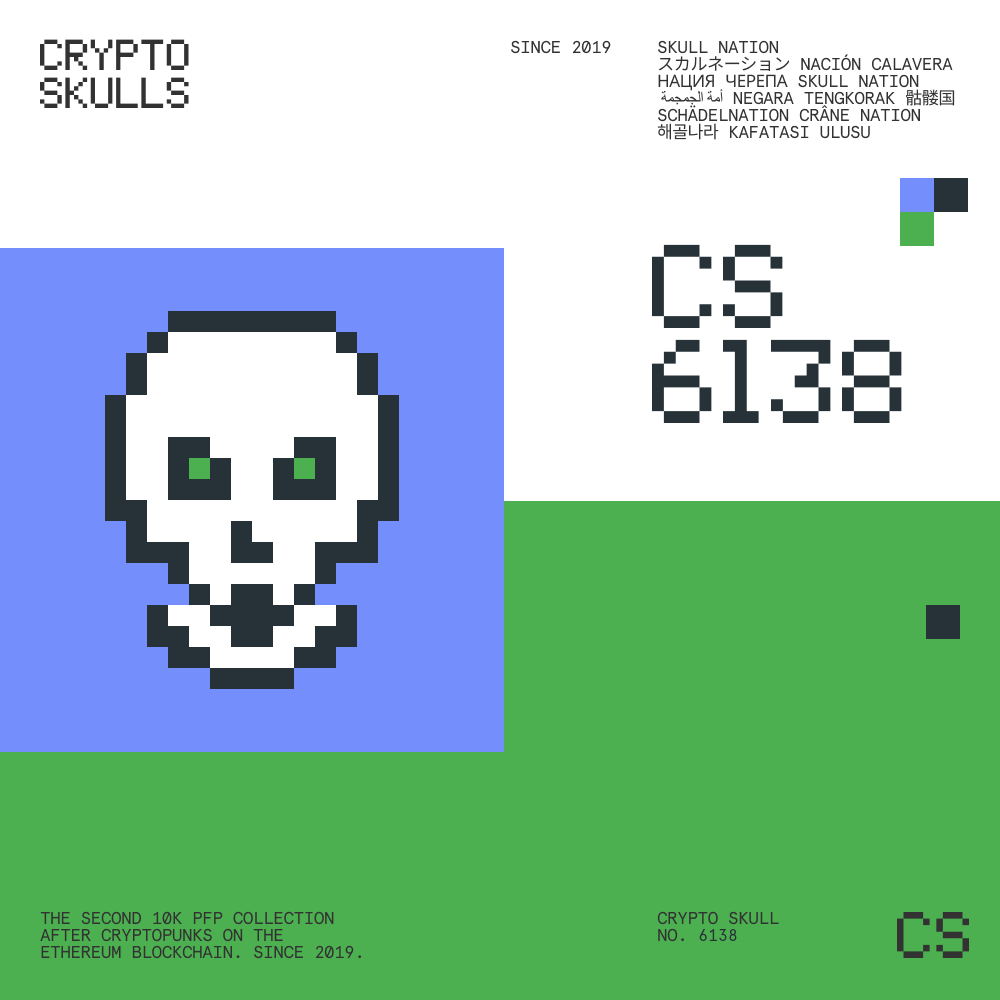 CRYPTO
SKULLS
SINCE 2019
SKULL NATION
スカルネーション NACIÓN CALAVERA
НАЦИЯ ЧЕРЕПА SKULL NATION
أمة الجمجمة NEGARA TENGKORAK 骷髅国
SCHÄDELNATION CRÂNE NATION
해골나라 KAFATASI ULUSU
CS
6138
THE SECOND 10K PFP COLLECTION
AFTER CRYPTOPUNKS ON THE
ETHEREUM BLOCKCHAIN. SINCE 2019.
CRYPTO SKULL
NO. 6138
CS